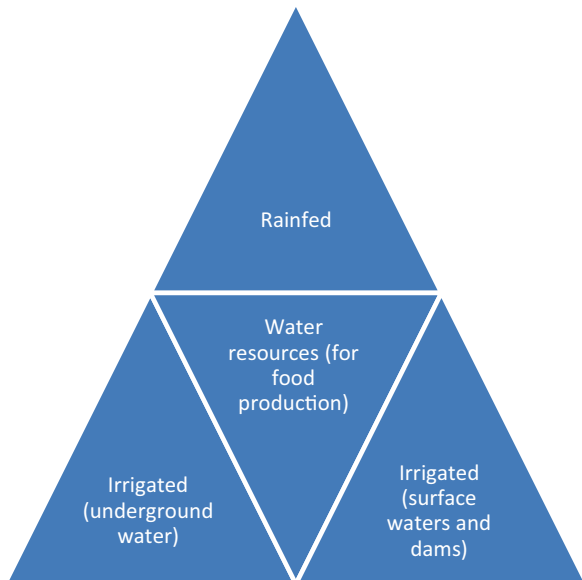 Rainfed
Water
resources (for
food
production)
Irrigated
(underground
water)
Irrigated
(surface
waters and
dams)